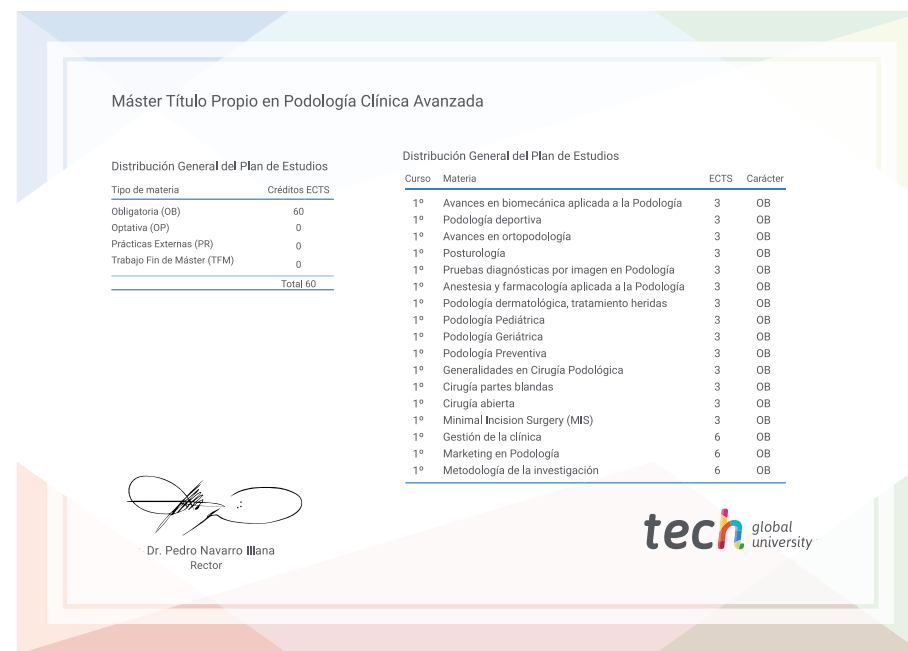 Máster Título Propio en Podología Clínica Avanzada
Distribución General del Plan de Estudios
Tipo de materia Créditos ECTS
Obligatoria (OB) 60
Optativa (OP) 0
Prácticas Externas (PR) 0
Trabajo Fin de Máster (TFM) 0
Total 60
Distribución General del Plan de Estudios
Curso Materia ECTS Carácter
1º Avances en biomecánica aplicada a la Podología 3 OB
1º Podología deportiva 3 OB
1º Avances en ortopodología 3 OB
1º Posturología 3 OB
1º Pruebas diagnósticas por imagen en Podología 3 OB
1º Anestesia y farmacología aplicada a la Podología 3 OB
1º Podología dermatológica, tratamiento heridas 3 OB
1º Podología Pediátrica 3 OB
1º Podología Geriátrica 3 OB
1º Podología Preventiva 3 OB
1º Generalidades en Cirugía Podológica 3 OB
1º Cirugía partes blandas 3 OB
1º Cirugía abierta 3 OB
1º Minimal Incision Surgery (MIS) 3 OB
1º Gestión de la clínica 6 OB
1º Marketing en Podología 6 OB
1º Metodología de la investigación 6 OB
Dr. Pedro Navarro Illana
Rector
tech global
university